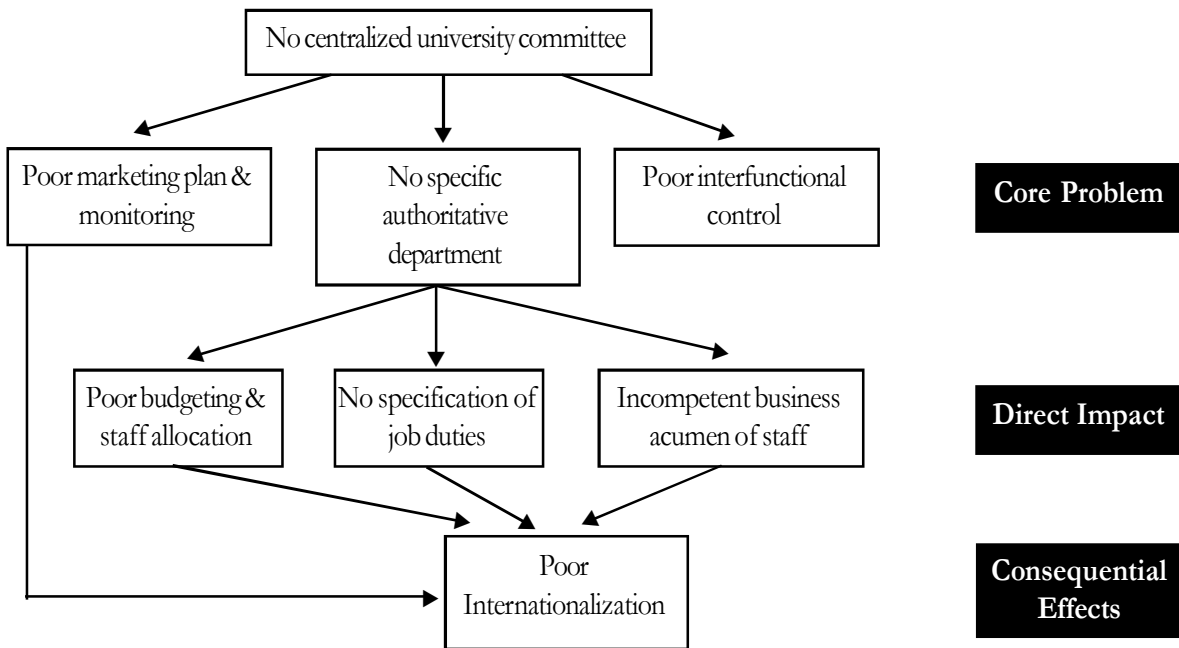 No centralized university committee
Poor marketing plan &
monitoring
No specific
authoritative
department
Poor interfunctional
control
Core Problem
Poor budgeting &
staff allocation
No specification of
job duties
Incompetent business
acumen of staff
Direct Impact
Poor
Internationalization
Consequential
Effects